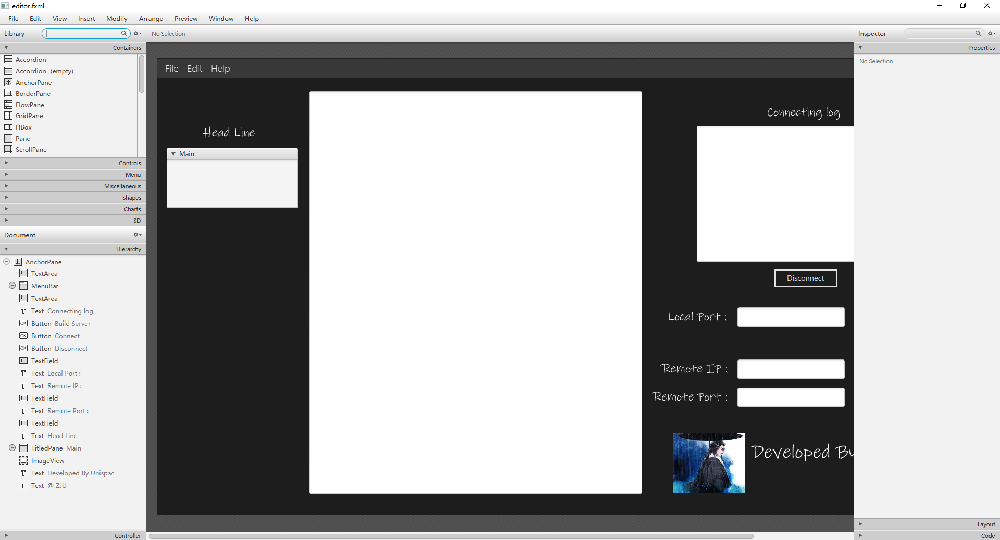 editor.fxml
File Edit View Insert Modify Arrange Preview Window Help
Library
No Selection
Inspector
Containers
Properties
Accordion
Accordion (empty)
AnchorPane
BorderPane
FlowPane
GridPane
HBox
Pane
ScrollPane
Controls
Menu
Miscellaneous
Shapes
Charts
3D
Document
Hierarchy
AnchorPane
TextArea
MenuBar
TextArea
Text Connecting log
Button Build Server
Button Connect
Button Disconnect
TextField
Text Local Port :
Text Remote IP :
TextField
Text Remote Port :
TextField
Text Head Line
TitledPane Main
ImageView
Text Developed By Unispac
Text @ ZJU
Controller
File Edit Help
Head Line
Main
Connecting log
Disconnect
Local Port :
Remote IP :
Remote Port :
Developed By
No Selection
Layout
Code